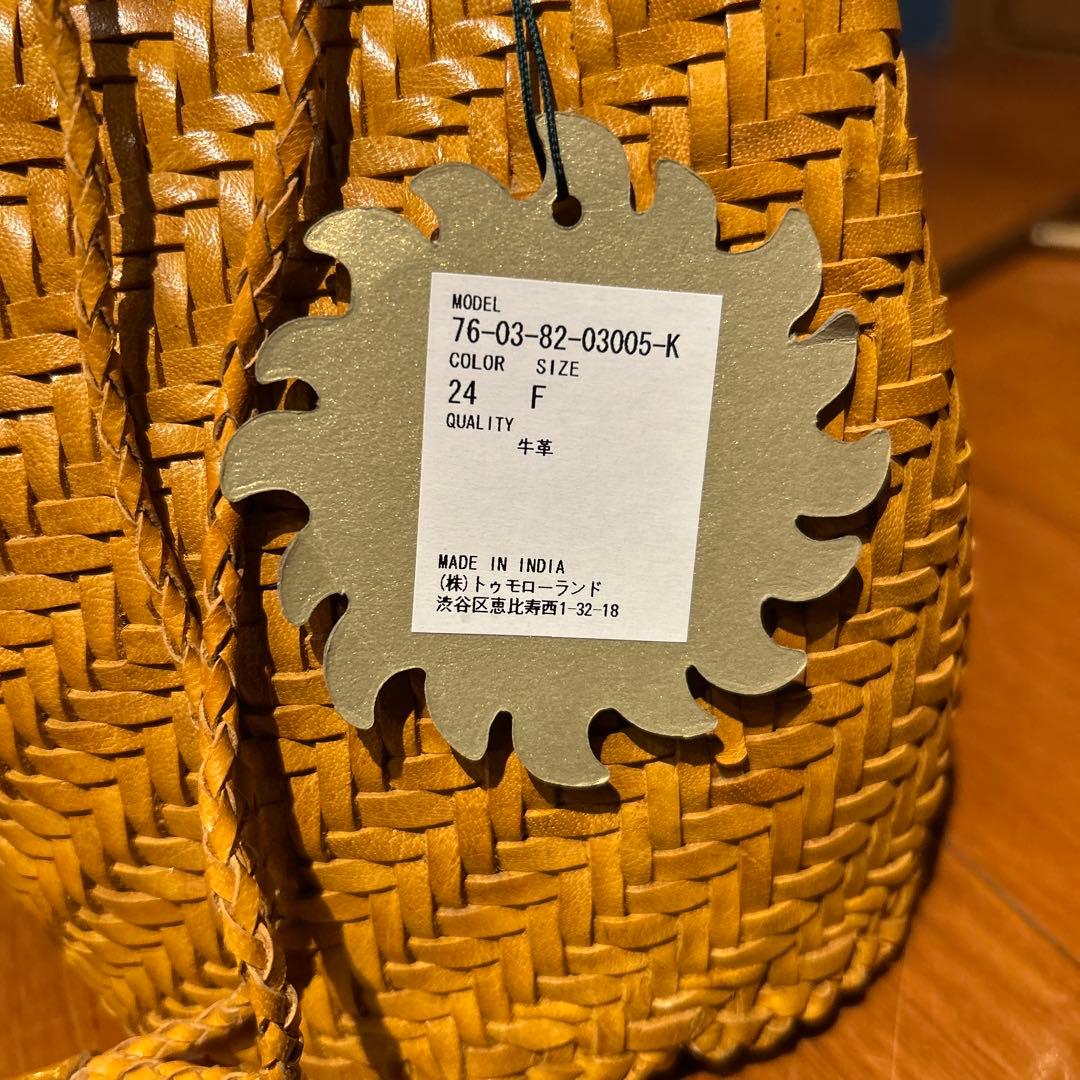 MODEL
76-03-82-03005-K
COLOR SIZE
24 F
QUALITY
牛革
MADE IN INDIA
(株)トゥモローランド
渋谷区恵比寿西1-32-18